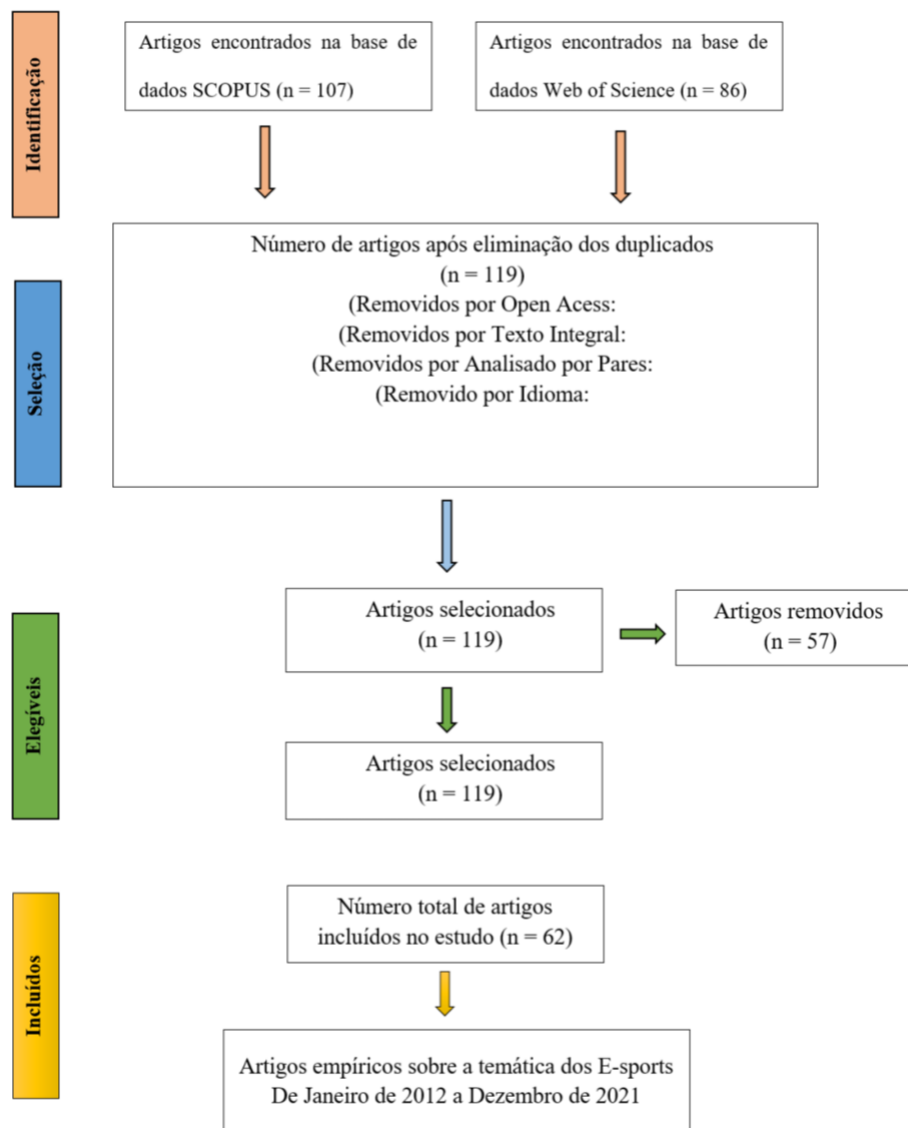 Identificação
Artigos encontrados na base de
dados SCOPUS (n = 107)
Artigos encontrados na base de
dados Web of Science (n = 86)
Seleção
Número de artigos após eliminação dos duplicados
(n = 119)
(Removidos por Open Acess:
(Removidos por Texto Integral:
(Removidos por Analisado por Pares:
(Removido por Idioma:
Elegíveis
Artigos selecionados
(n = 119)
Artigos removidos
(n = 57)
Artigos selecionados
(n = 119)
Incluídos
Número total de artigos
incluídos no estudo (n = 62)
Artigos empíricos sobre a temática dos E-sports
De Janeiro de 2012 a Dezembro de 2021